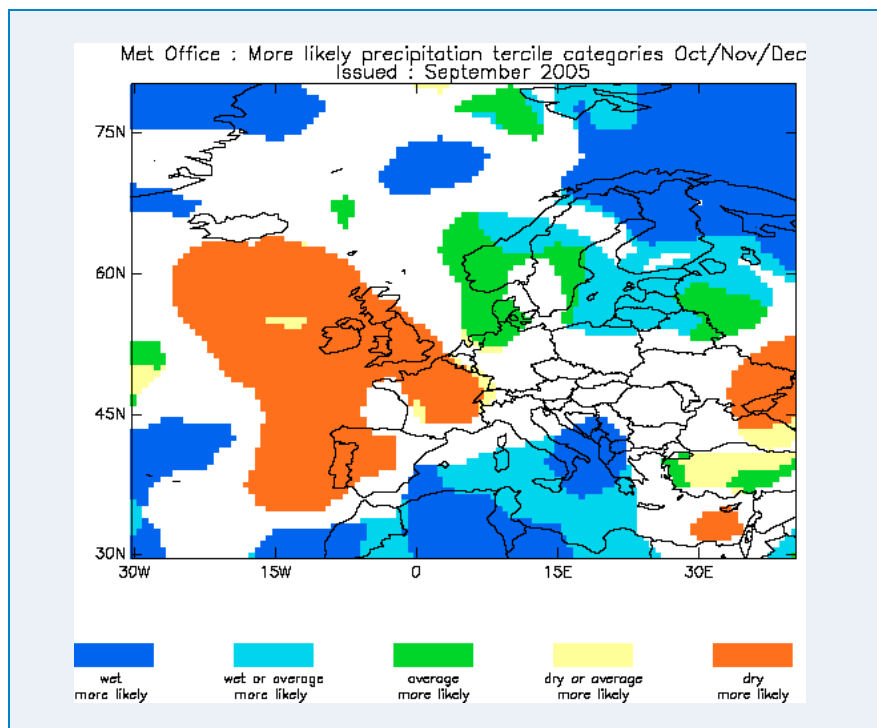 Met Office : More likely precipitation tercile categories Oct/Nov/Dec
Issued : September 2005
75N
60N
45N
30N
30W 15W 0 15E 30E
wet wet or average average dry or average dry
more likely more likely more likely more likely more likely